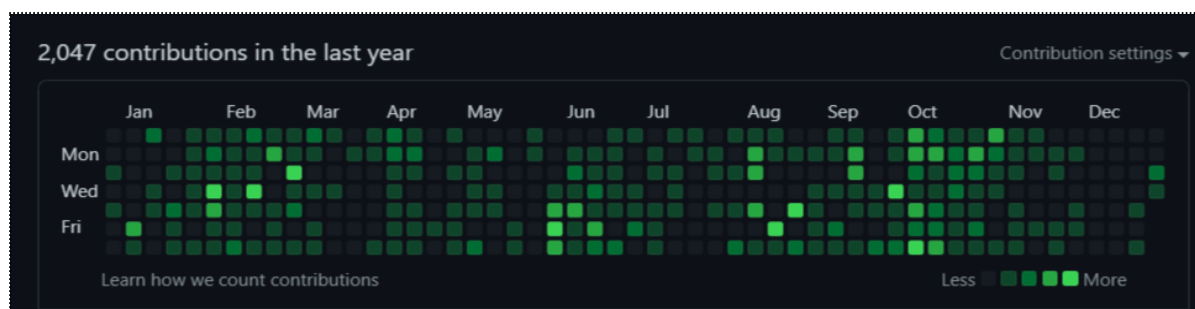 2,047 contributions in the last year
Contribution settings
Jan Feb Mar Apr May Jun Jul Aug Sep Oct Nov Dec
Mon
Wed
Fri
Learn how we count contributions
Less More